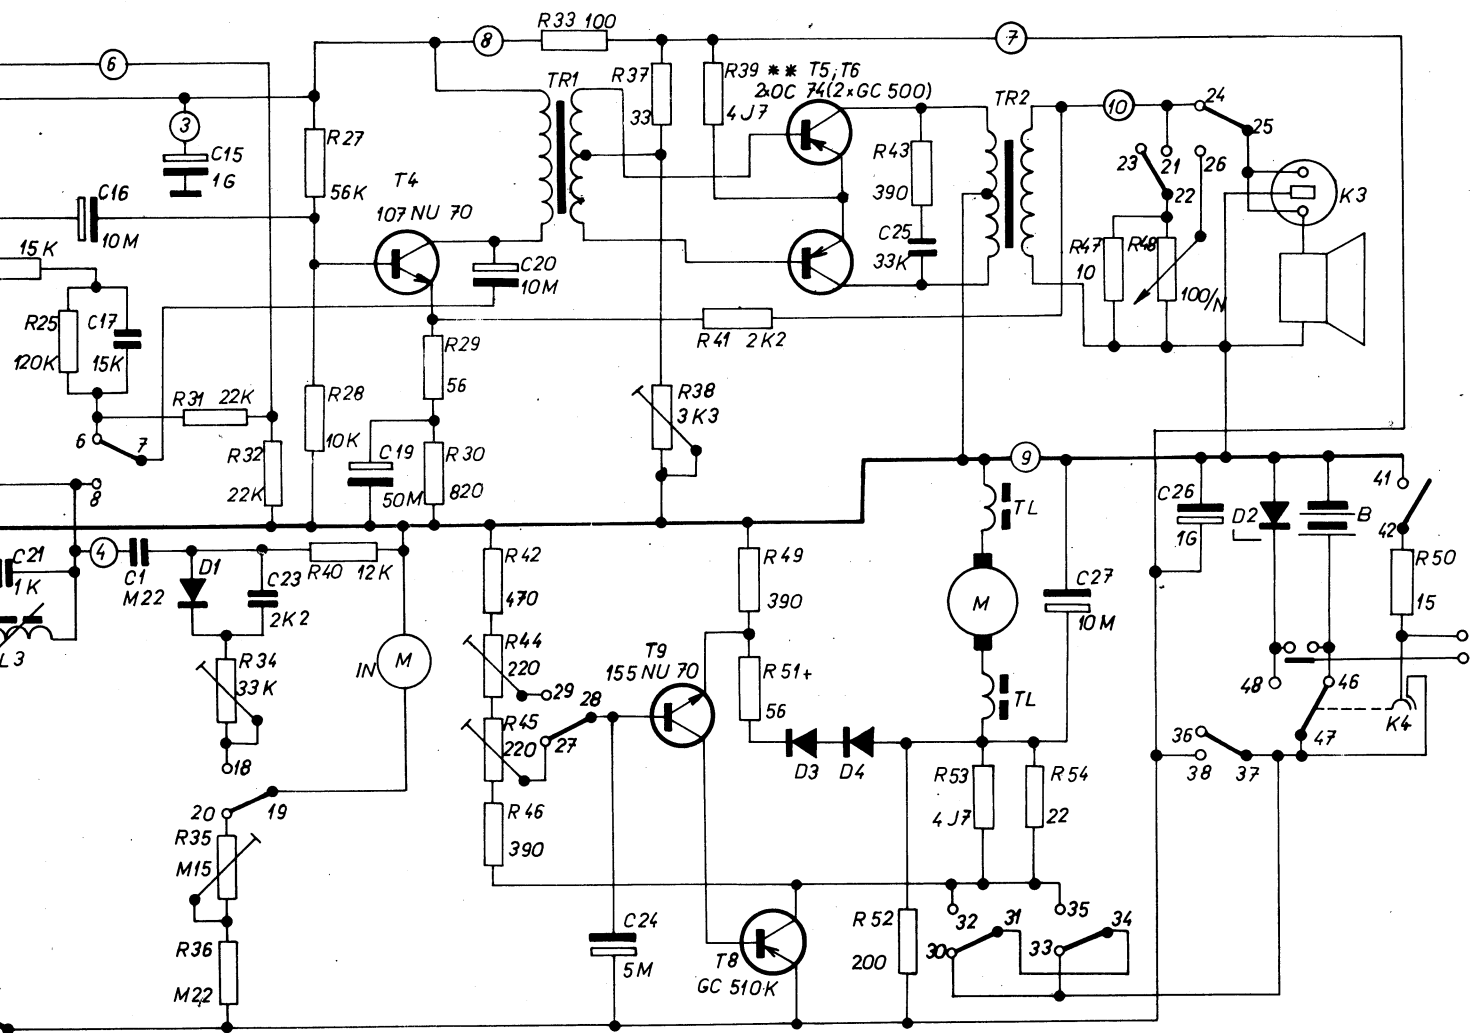 R33 100
8
7
6
R37
33
R39 ** T5;T6
2xOC 74(2xGC 500)
4J7
TR1
TR2
10
24
25
3
C15
1G
R27
56K
T4
107 NU 70
R43
390
C25
33K
23
21
26
22
K3
C16
10M
15K
C20
10M
R47
10
R48
100/N
R25
120K
C17
15K
R41 2K2
R29
56
R31 22K
R28
10K
R38
3K3
6
7
R32
22K
C19
50M
R30
820
9
8
TL
C26
1G
D2
B
41
42
C21
1K
4
C1
M22
D1
C23
2K2
R40 12K
R42
470
R49
390
M
C27
10M
R50
15
L3
R34
33K
IN
M
R44
220
29
T9
155 NU 70
R51+
56
TL
48
46
K4
R45
220
28
27
18
D3
D4
36
38
37
47
20
19
R46
390
R53
4J7
R54
22
R35
M15
C24
5M
T8
GC 510K
R52
200
32
31
35
34
30
33
R36
M22